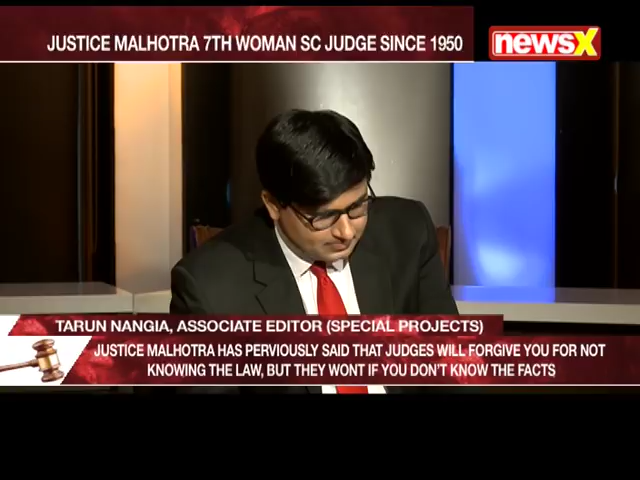 JUSTICE MALHOTRA 7TH WOMAN SC JUDGE SINCE 1950
newsX
TARUN NANGIA, ASSOCIATE EDITOR (SPECIAL PROJECTS)
JUSTICE MALHOTRA HAS PERVIOUSLY SAID THAT JUDGES WILL FORGIVE YOU FOR NOT
KNOWING THE LAW, BUT THEY WONT IF YOU DON'T KNOW THE FACTS